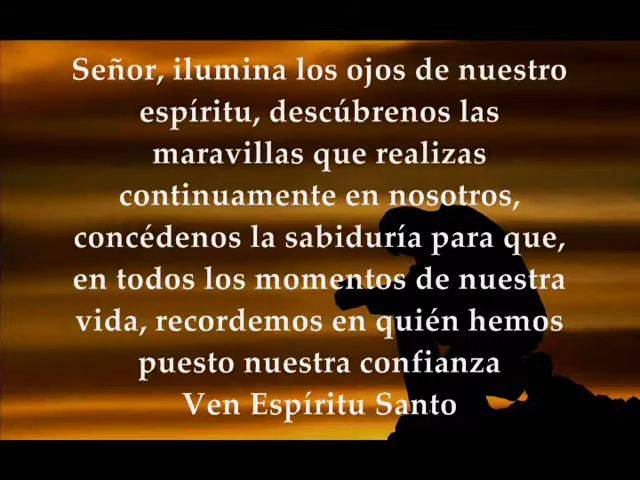 Señor, ilumina los ojos de nuestro
espíritu, descúbrenos las
maravillas que realizas
continuamente en nosotros,
concédenos la sabiduría para que,
en todos los momentos de nuestra
vida, recordemos en quién hemos
puesto nuestra confianza
Ven Espíritu Santo